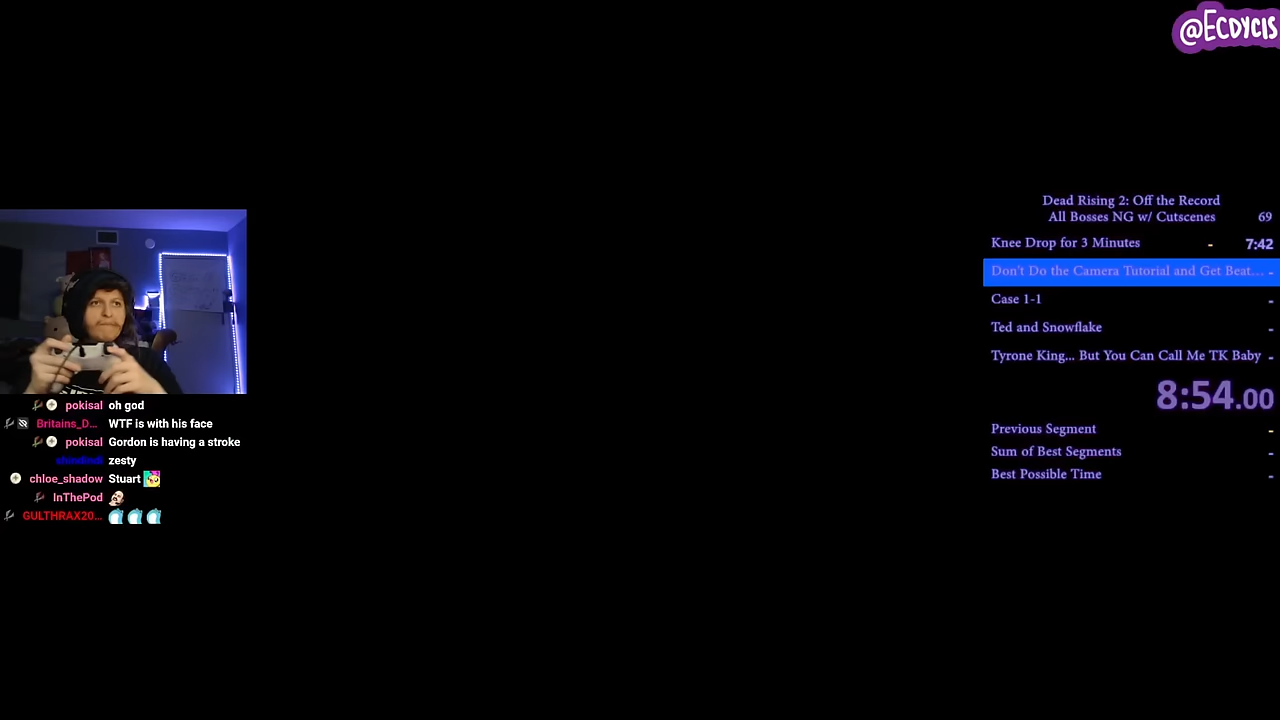 @ECDYCIS
Dead Rising 2: Off the Record
All Bosses NG w/ Cutscenes 69
Knee Drop for 3 Minutes - 7:42
Don't Do the Camera Tutorial and Get Beat... -
Case 1-1 -
Ted and Snowflake -
Tyrone King... But You Can Call Me TK Baby -
8:54.00
Previous Segment -
Sum of Best Segments -
Best Possible Time -
pokisal oh god
Britains_D... WTF is with his face
pokisal Gordon is having a stroke
zesty
chloe_shadow Stuart
InThePod
GULTHRAX20...